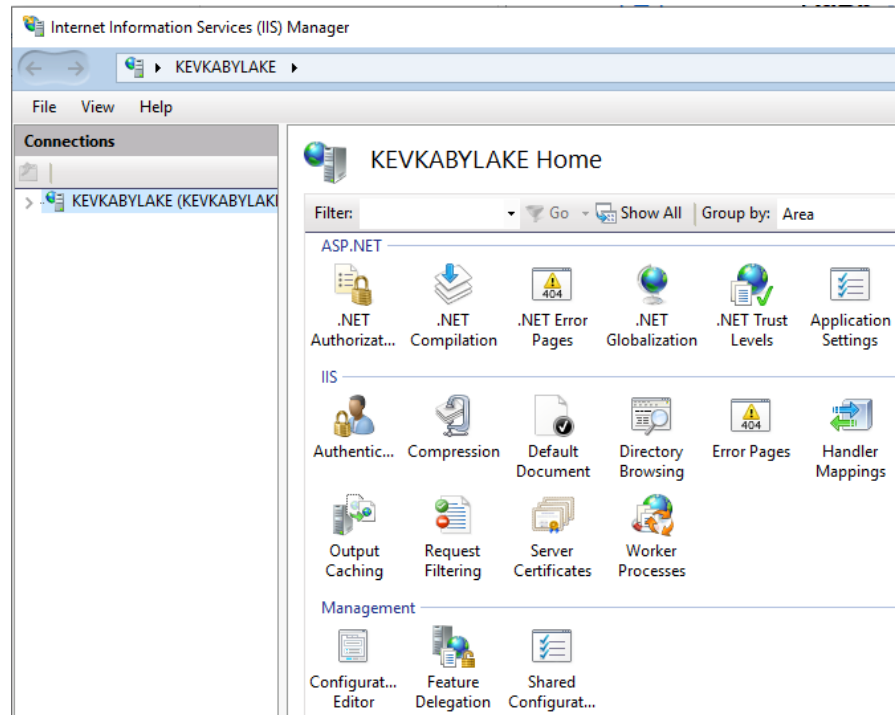 Internet Information Services (IIS) Manager
KEVKABYLAKE
File View Help
Connections
KEVKABYLAKE (KEVKABYLAKI
KEVKABYLAKE Home
Filter: Go Show All Group by: Area
ASP.NET
.NET Authorizat...
.NET Compilation
.NET Error Pages
.NET Globalization
.NET Trust Levels
Application Settings
IIS
Authentic...
Compression
Default Document
Directory Browsing
404
Error Pages
Handler Mappings
Output Caching
Request Filtering
Server Certificates
Worker Processes
Management
Configurat... Editor
Feature Delegation
Shared Configurat...